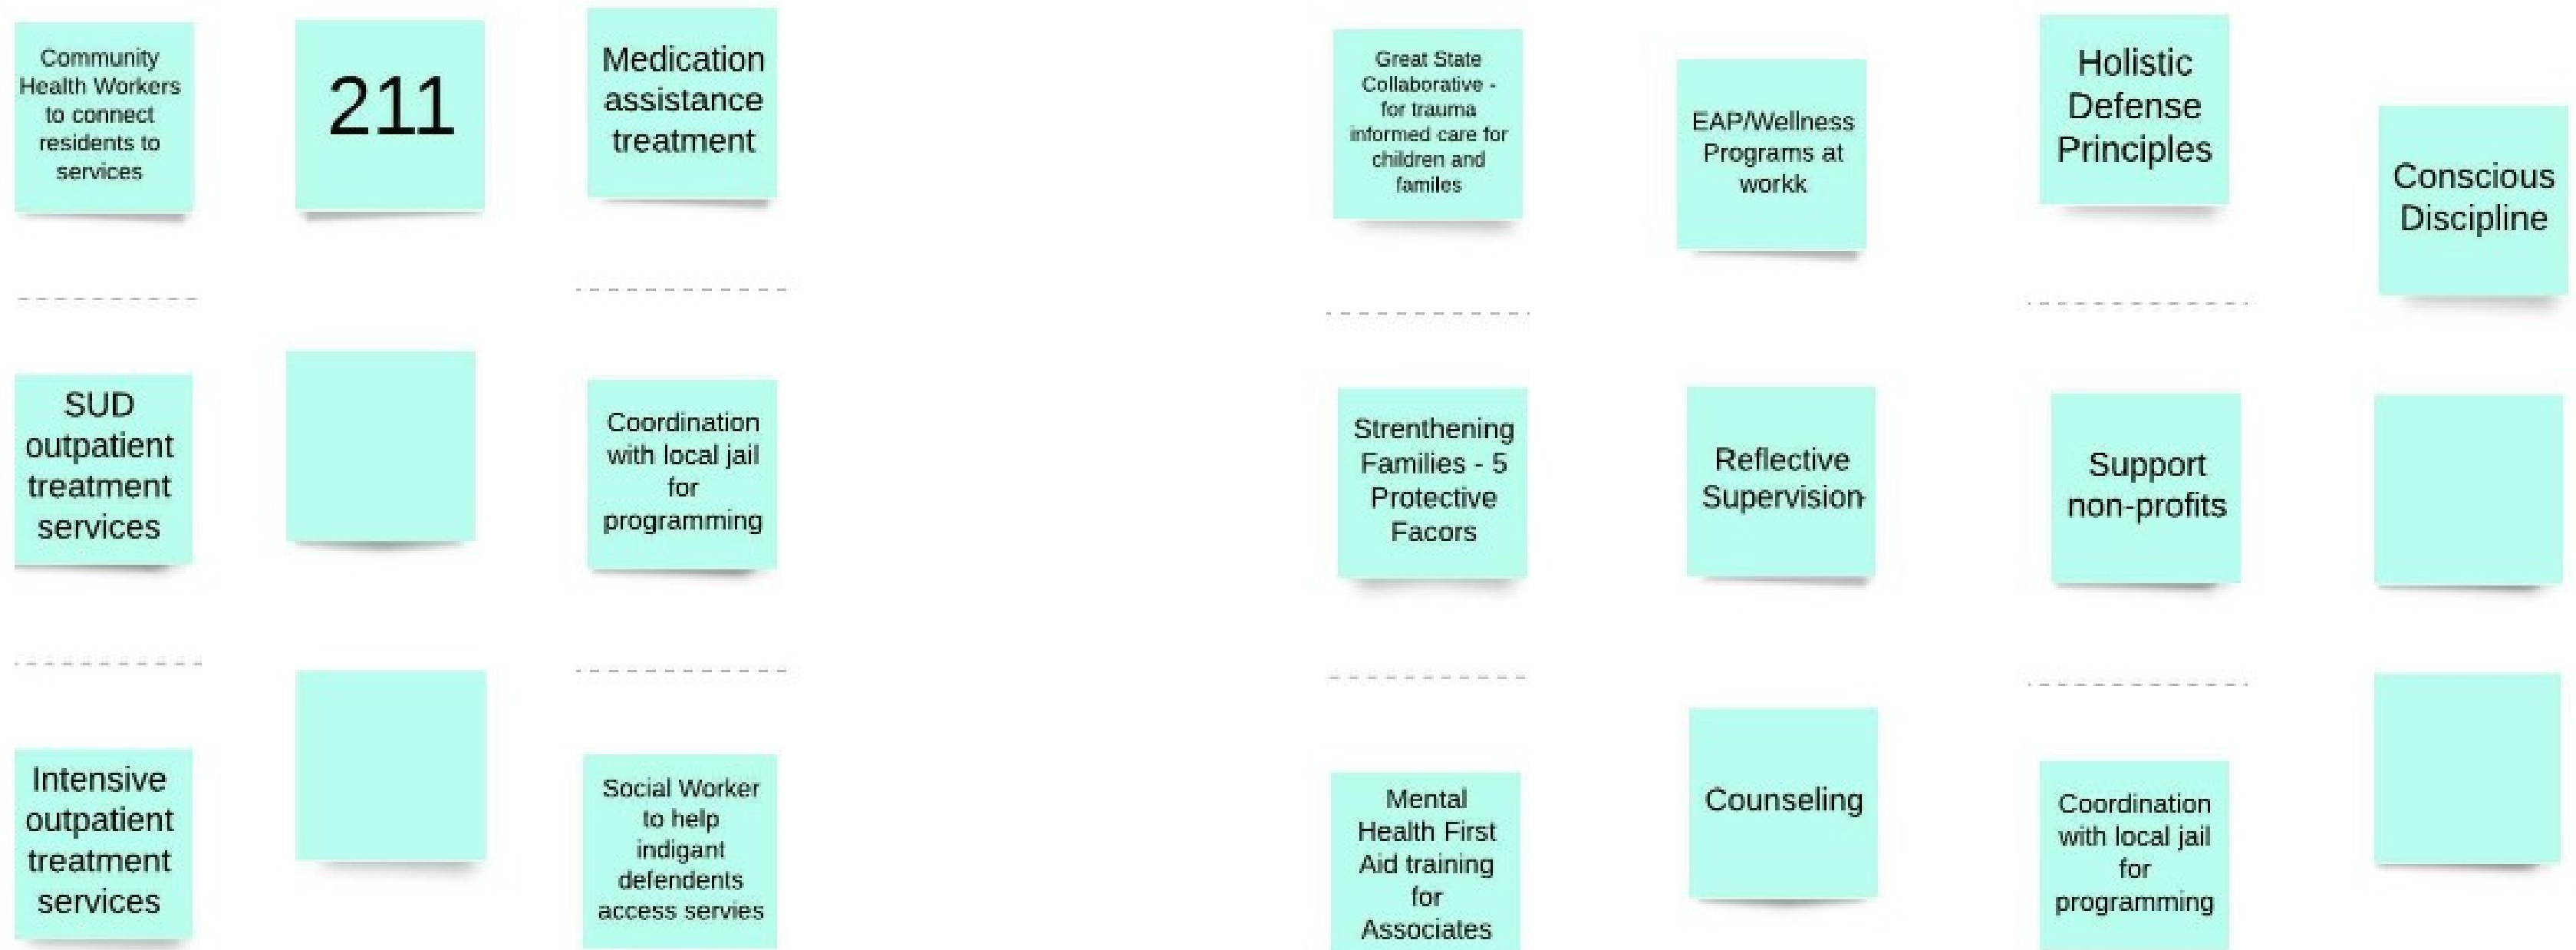 Community
Health Workers
to connect
residents to
services
211
Medication
assistance
treatment
Great State
Collaborative -
for trauma
informed care for
children and
familes
EAP/Wellness
Programs at
workk
Holistic
Defense
Principles
Conscious
Discipline
SUD
outpatient
treatment
services
Coordination
with local jail
for
programming
Strenthening
Families - 5
Protective
Facors
Reflective
Supervision
Support
non-profits
Intensive
outpatient
treatment
services
Social Worker
to help
indigant
defendents
access servies
Mental
Health First
Aid training
for
Associates
Counseling
Coordination
with local jail
for
programming